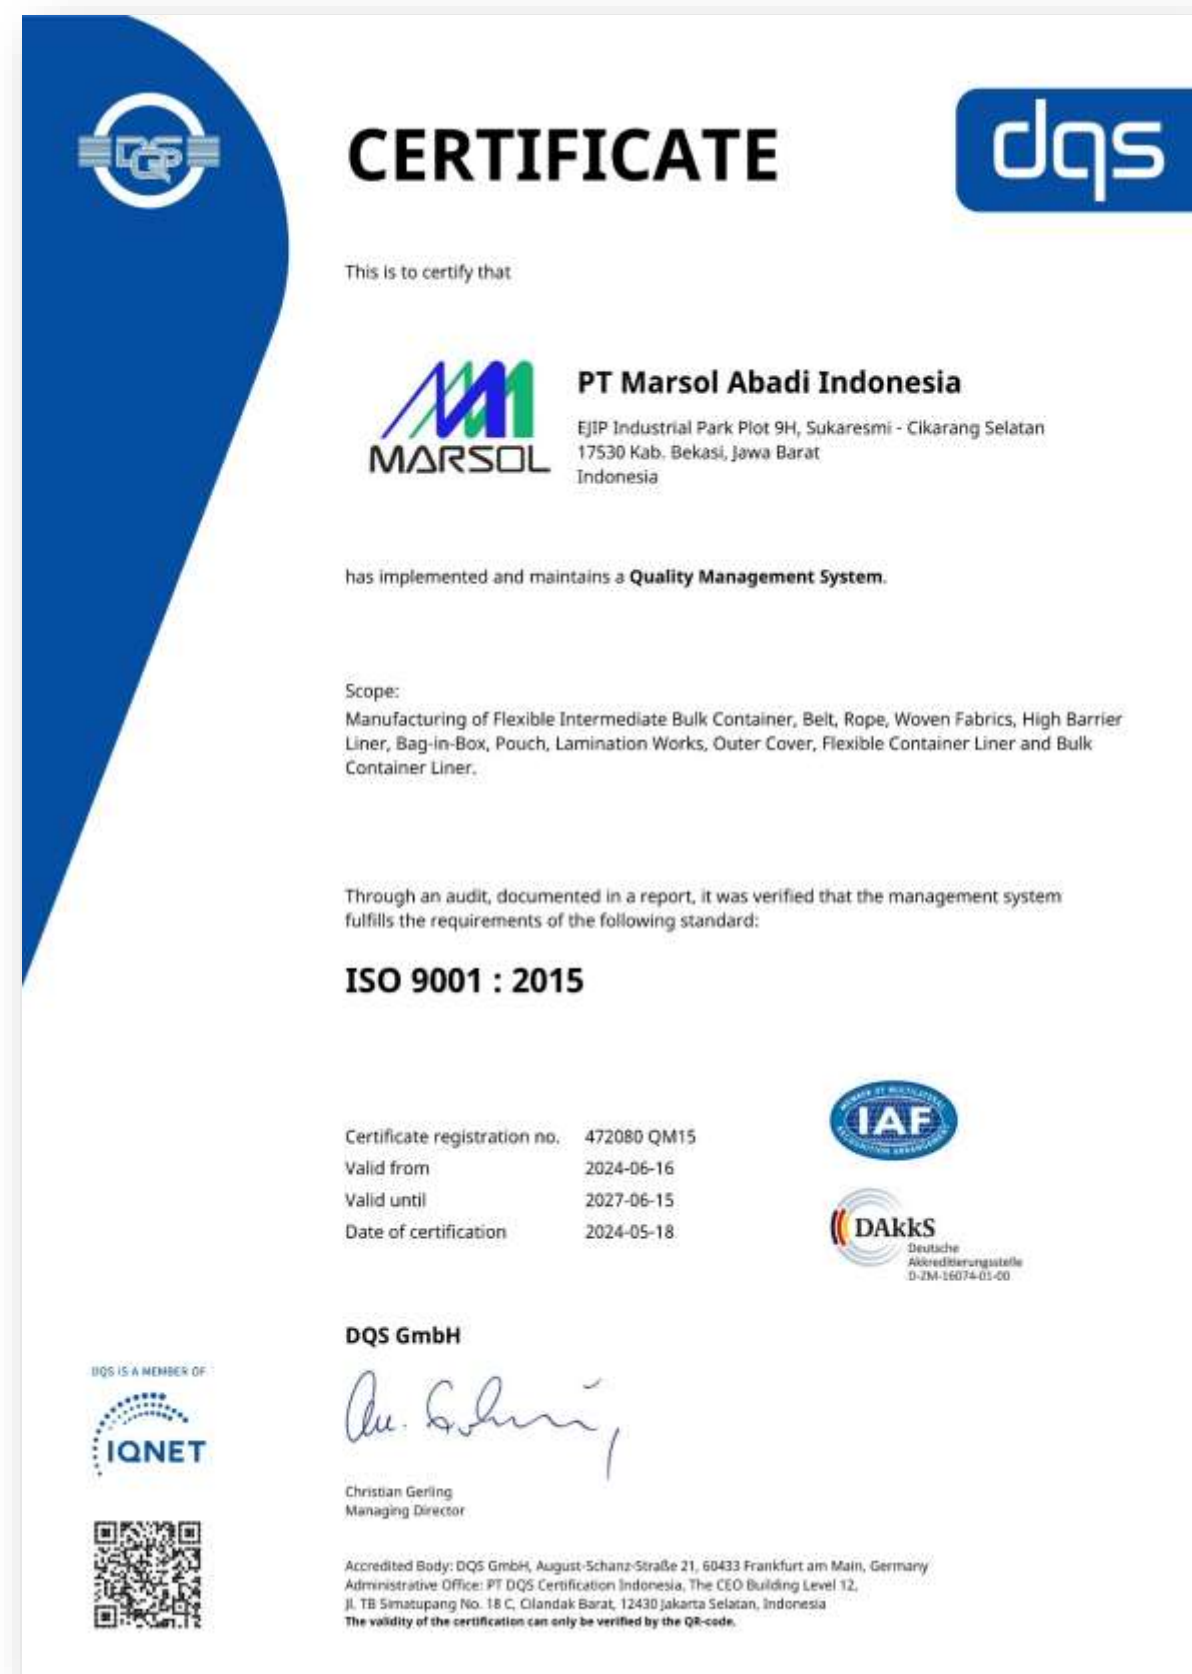 DQS
CERTIFICATE
dqs
This is to certify that
MARSOL
PT Marsol Abadi Indonesia
EJIP Industrial Park Plot 9H, Sukaresmi - Cikarang Selatan
17530 Kab. Bekasi, Jawa Barat
Indonesia
has implemented and maintains a Quality Management System.
Scope:
Manufacturing of Flexible Intermediate Bulk Container, Belt, Rope, Woven Fabrics, High Barrier
Liner, Bag-in-Box, Pouch, Lamination Works, Outer Cover, Flexible Container Liner and Bulk
Container Liner.
Through an audit, documented in a report, it was verified that the management system
fulfills the requirements of the following standard:
ISO 9001 : 2015
Certificate registration no. 472080 QM15
Valid from 2024-06-16
Valid until 2027-06-15
Date of certification 2024-05-18
MEMBER OF MULTILATERAL
IAF
RECOGNITION ARRANGEMENT
DAkkS
Deutsche
Akkreditierungsstelle
D-ZM-16074-01-00
DQS GmbH
DQS IS A MEMBER OF
IQNET
Christian Gerling
Managing Director
Accredited Body: DQS GmbH, August-Schanz-Straße 21, 60433 Frankfurt am Main, Germany
Administrative Office: PT DQS Certification Indonesia, The CEO Building Level 12,
Jl. TB Simatupang No. 18 C, Cilandak Barat, 12430 Jakarta Selatan, Indonesia
The validity of the certification can only be verified by the QR-code.